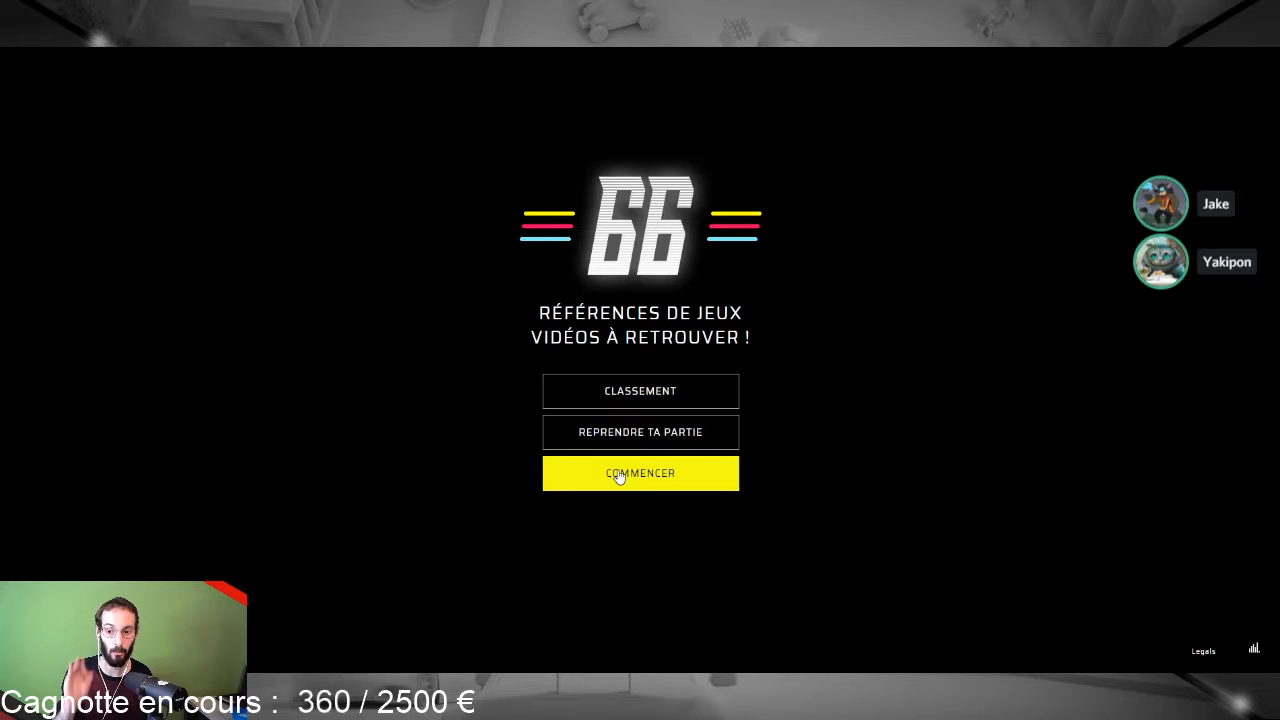 66
RÉFÉRENCES DE JEUX
VIDÉOS À RETROUVER !
Jake
Yakipon
CLASSEMENT
REPRENDRE TA PARTIE
COMMENCER
Legals
Cagnotte en cours : 360 / 2500 €